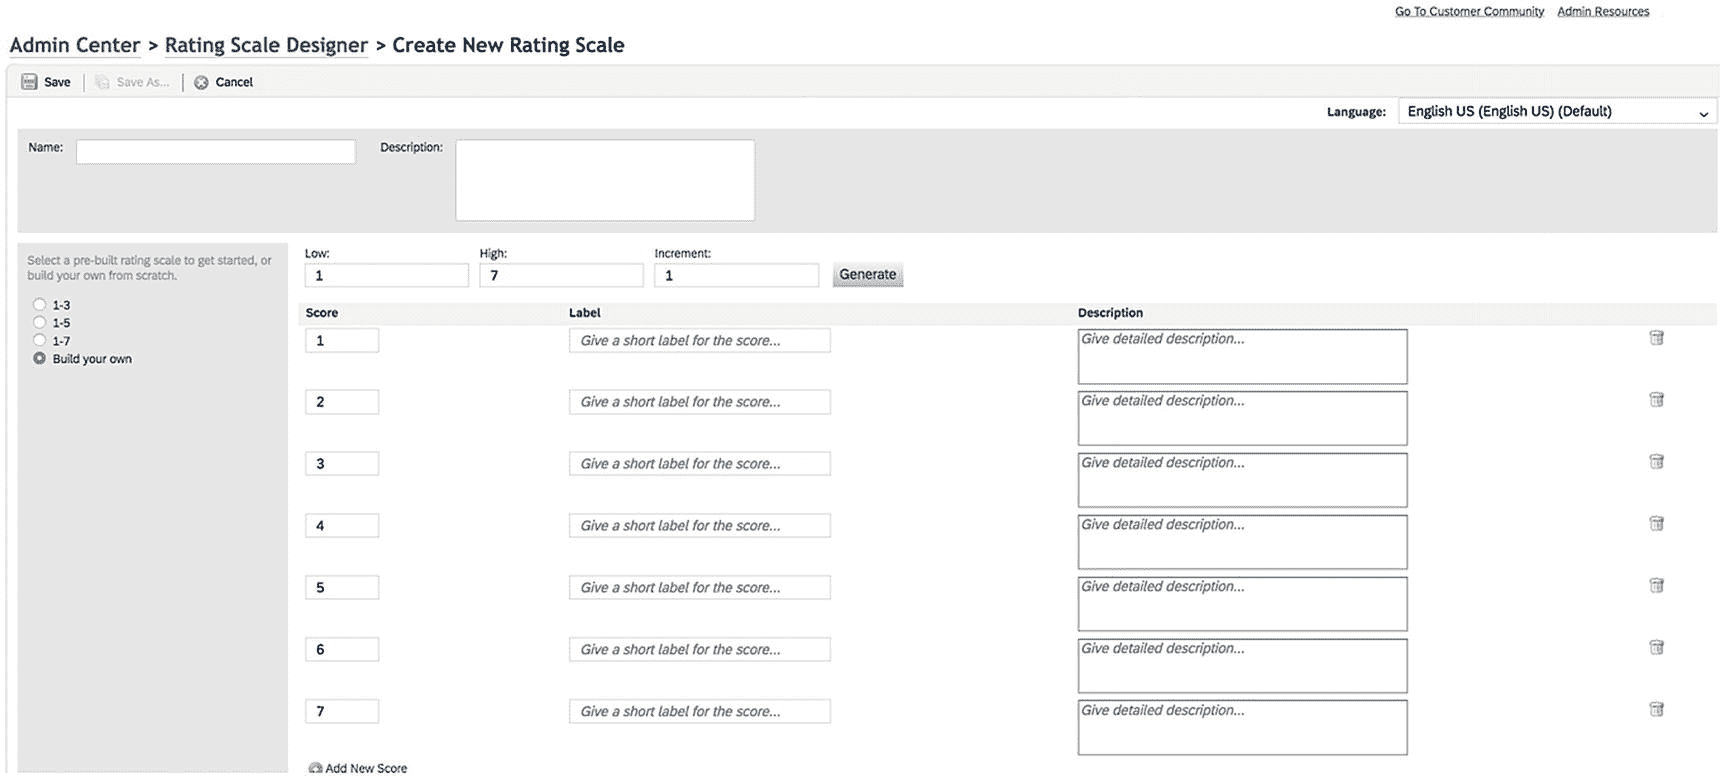 Go To Customer Community Admin Resources
Admin Center > Rating Scale Designer > Create New Rating Scale
Save Save As... Cancel
Language: English US (English US) (Default)
Name: Description:
Select a pre-built rating scale to get started, or
build your own from scratch.
1-3
1-5
1-7
Build your own
Low: High: Increment:
1 7 1 Generate
Score Label Description
1 Give a short label for the score... Give detailed description...
2 Give a short label for the score... Give detailed description...
3 Give a short label for the score... Give detailed description...
4 Give a short label for the score... Give detailed description...
5 Give a short label for the score... Give detailed description...
6 Give a short label for the score... Give detailed description...
7 Give a short label for the score... Give detailed description...
Add New Score